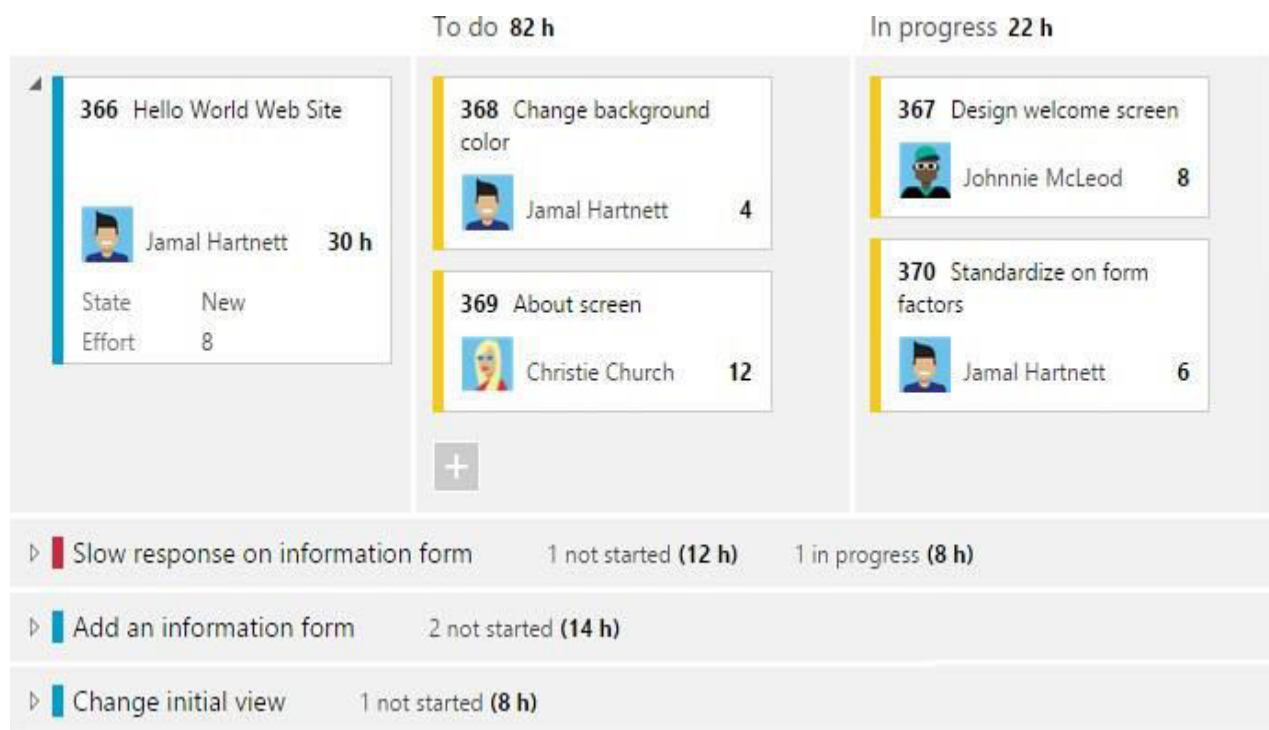 To do 82 h
In progress 22 h
366 Hello World Web Site
Jamal Hartnett 30 h
State New
Effort 8
368 Change background
color
Jamal Hartnett 4
369 About screen
Christie Church 12
367 Design welcome screen
Johnnie McLeod 8
370 Standardize on form
factors
Jamal Hartnett 6
Slow response on information form 1 not started (12 h) 1 in progress (8 h)
Add an information form 2 not started (14 h)
Change initial view 1 not started (8 h)